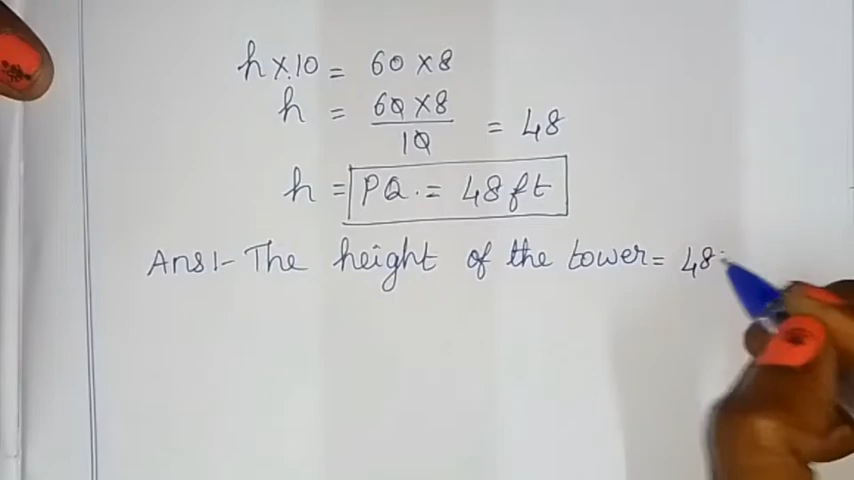 h × 10 = 60 × 8
h = 60 × 8 / 10 = 48
h = PQ. = 48 ft
Ans:- The height of the tower = 48